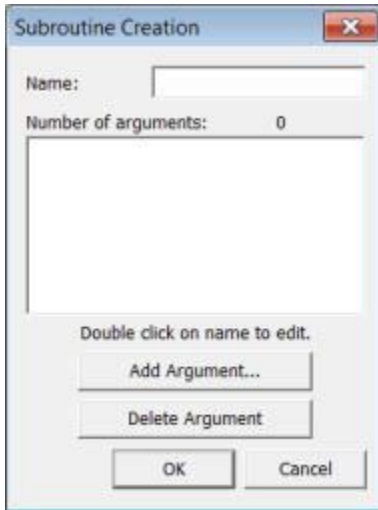 Subroutine Creation
Name:
Number of arguments: 0
Double click on name to edit.
Add Argument...
Delete Argument
OK Cancel